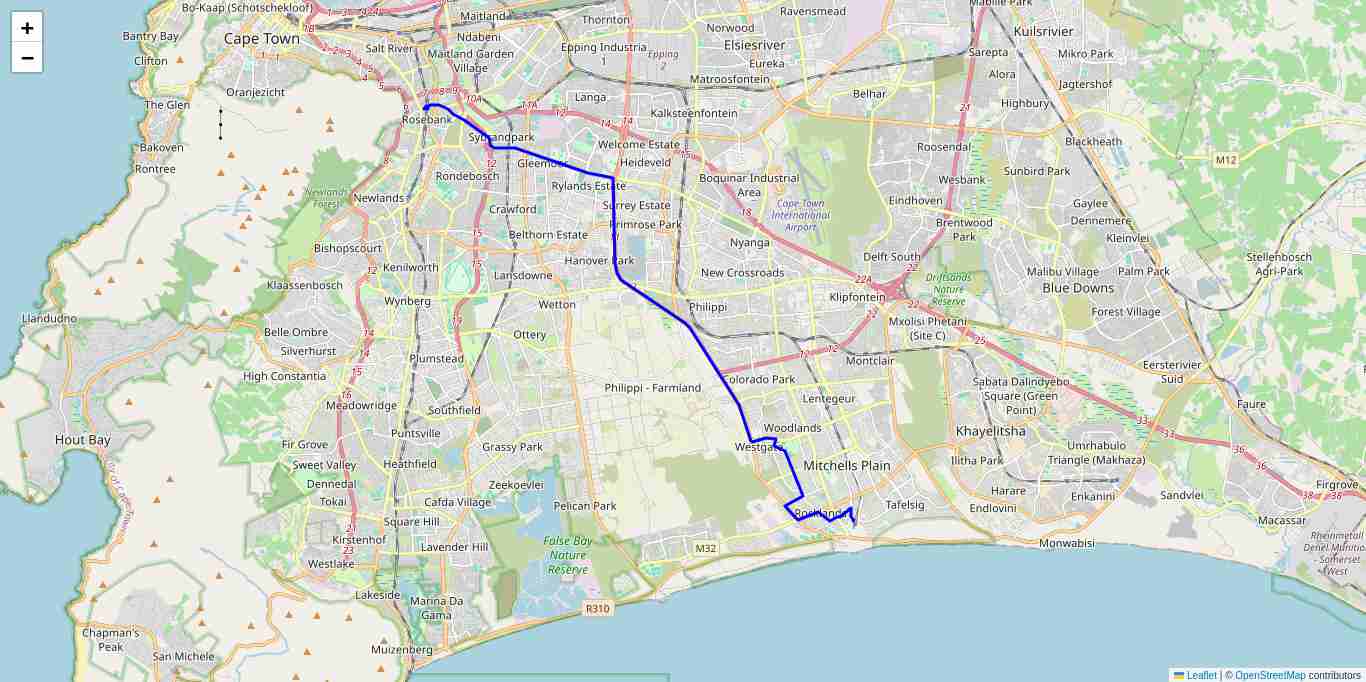 +
−
Bo-Kaap (Schotschekloof)
Cape Town
Bantry Bay
Clifton
Salt River
Maitland
Ndabeni
Maitland Garden
Village
Thornton
Epping Industria
1
Epping
2
Norwood
Elsiesriver
Eureka
Matroosfontein
Ravensmead
Belhar
Mabille Park
Kuilsrivier
Sarepta
Mikro Park
Alora
Jagtershof
Highbury
Oranjezicht
The Glen
Bakoven
Rontree
Rosebank
Langa
Kalksteenfontein
Sybrandpark
Welcome Estate
Heideveld
Rondebosch
Rylands Estate
Boquinar Industrial
Area
Roosendal
Blackheath
M12
Wesbank
Sunbird Park
Newlands
Forest
Newlands
Crawford
Surrey Estate
Primrose Park
Cape Town
International
Airport
Eindhoven
Gaylee
Dennemere
Brentwood
Park
Kleinvlei
Bishopscourt
Belthorn Estate
Nyanga
Delft South
Stellenbosch
Agri-Park
Kenilworth
Lansdowne
Hanover Park
New Crossroads
22A
22
Driftsands
Nature
Reserve
Malibu Village
Palm Park
Blue Downs
Klaassenbosch
Wynberg
Wetton
Philippi
Klipfontein
Forest Village
Llandudno
Belle Ombre
Ottery
Mxolisi Phetani
(Site C)
Silverhurst
Plumstead
Montclair
Eersterivier
Suid
High Constantia
Philippi - Farmland
Colorado Park
Sabata Dalindyebo
Square (Green
Point)
Lentegeur
Meadowridge
Southfield
Faure
Hout Bay
Puntsville
Woodlands
Khayelitsha
Fir Grove
Grassy Park
Umrhabulo
Triangle (Makhaza)
Sweet Valley
Heathfield
Mitchells Plain
Ilitha Park
Dennedal
Zeekoevlei
Harare
Enkanini
Sandvlei
Firgrove
Tokai
Cafda Village
Pelican Park
Tafelsig
Endlovini
Macassar
Square Hill
Kirstenhof
Lavender Hill
False Bay
Nature
Reserve
M32
Monwabisi
Rheinmetall
Denel Munition
- Somerset
West
Westlake
Lakeside
Marina Da
Gama
R310
Chapman's
Peak
San Michele
Muizenberg
Leaflet | © OpenStreetMap contributors